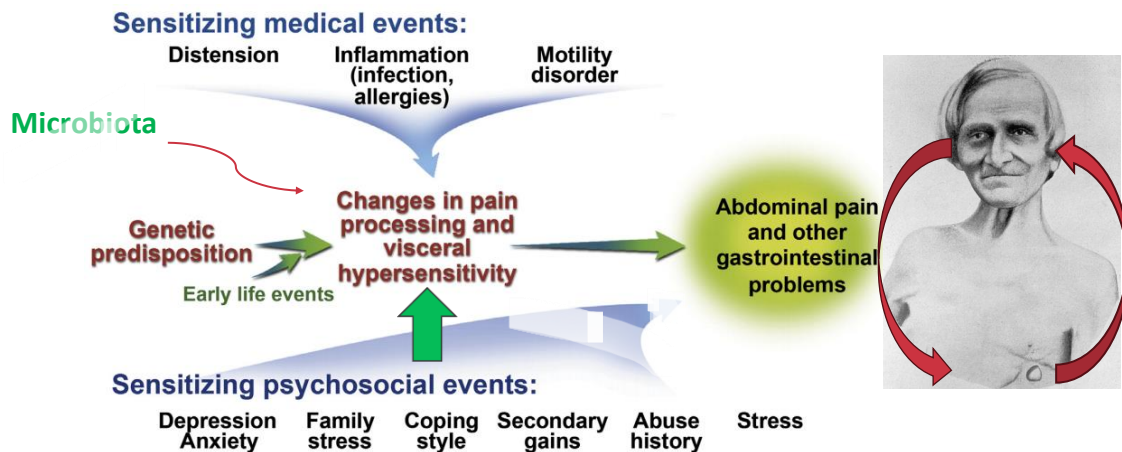 Sensitizing medical events:
Distension
Inflammation
(infection,
allergies)
Motility
disorder
Microbiota
Changes in pain
processing and
visceral
hypersensitivity
Genetic
predisposition
Early life events
Abdominal pain
and other
gastrointestinal
problems
Sensitizing psychosocial events:
Depression
Anxiety
Family
stress
Coping
style
Secondary
gains
Abuse
history
Stress